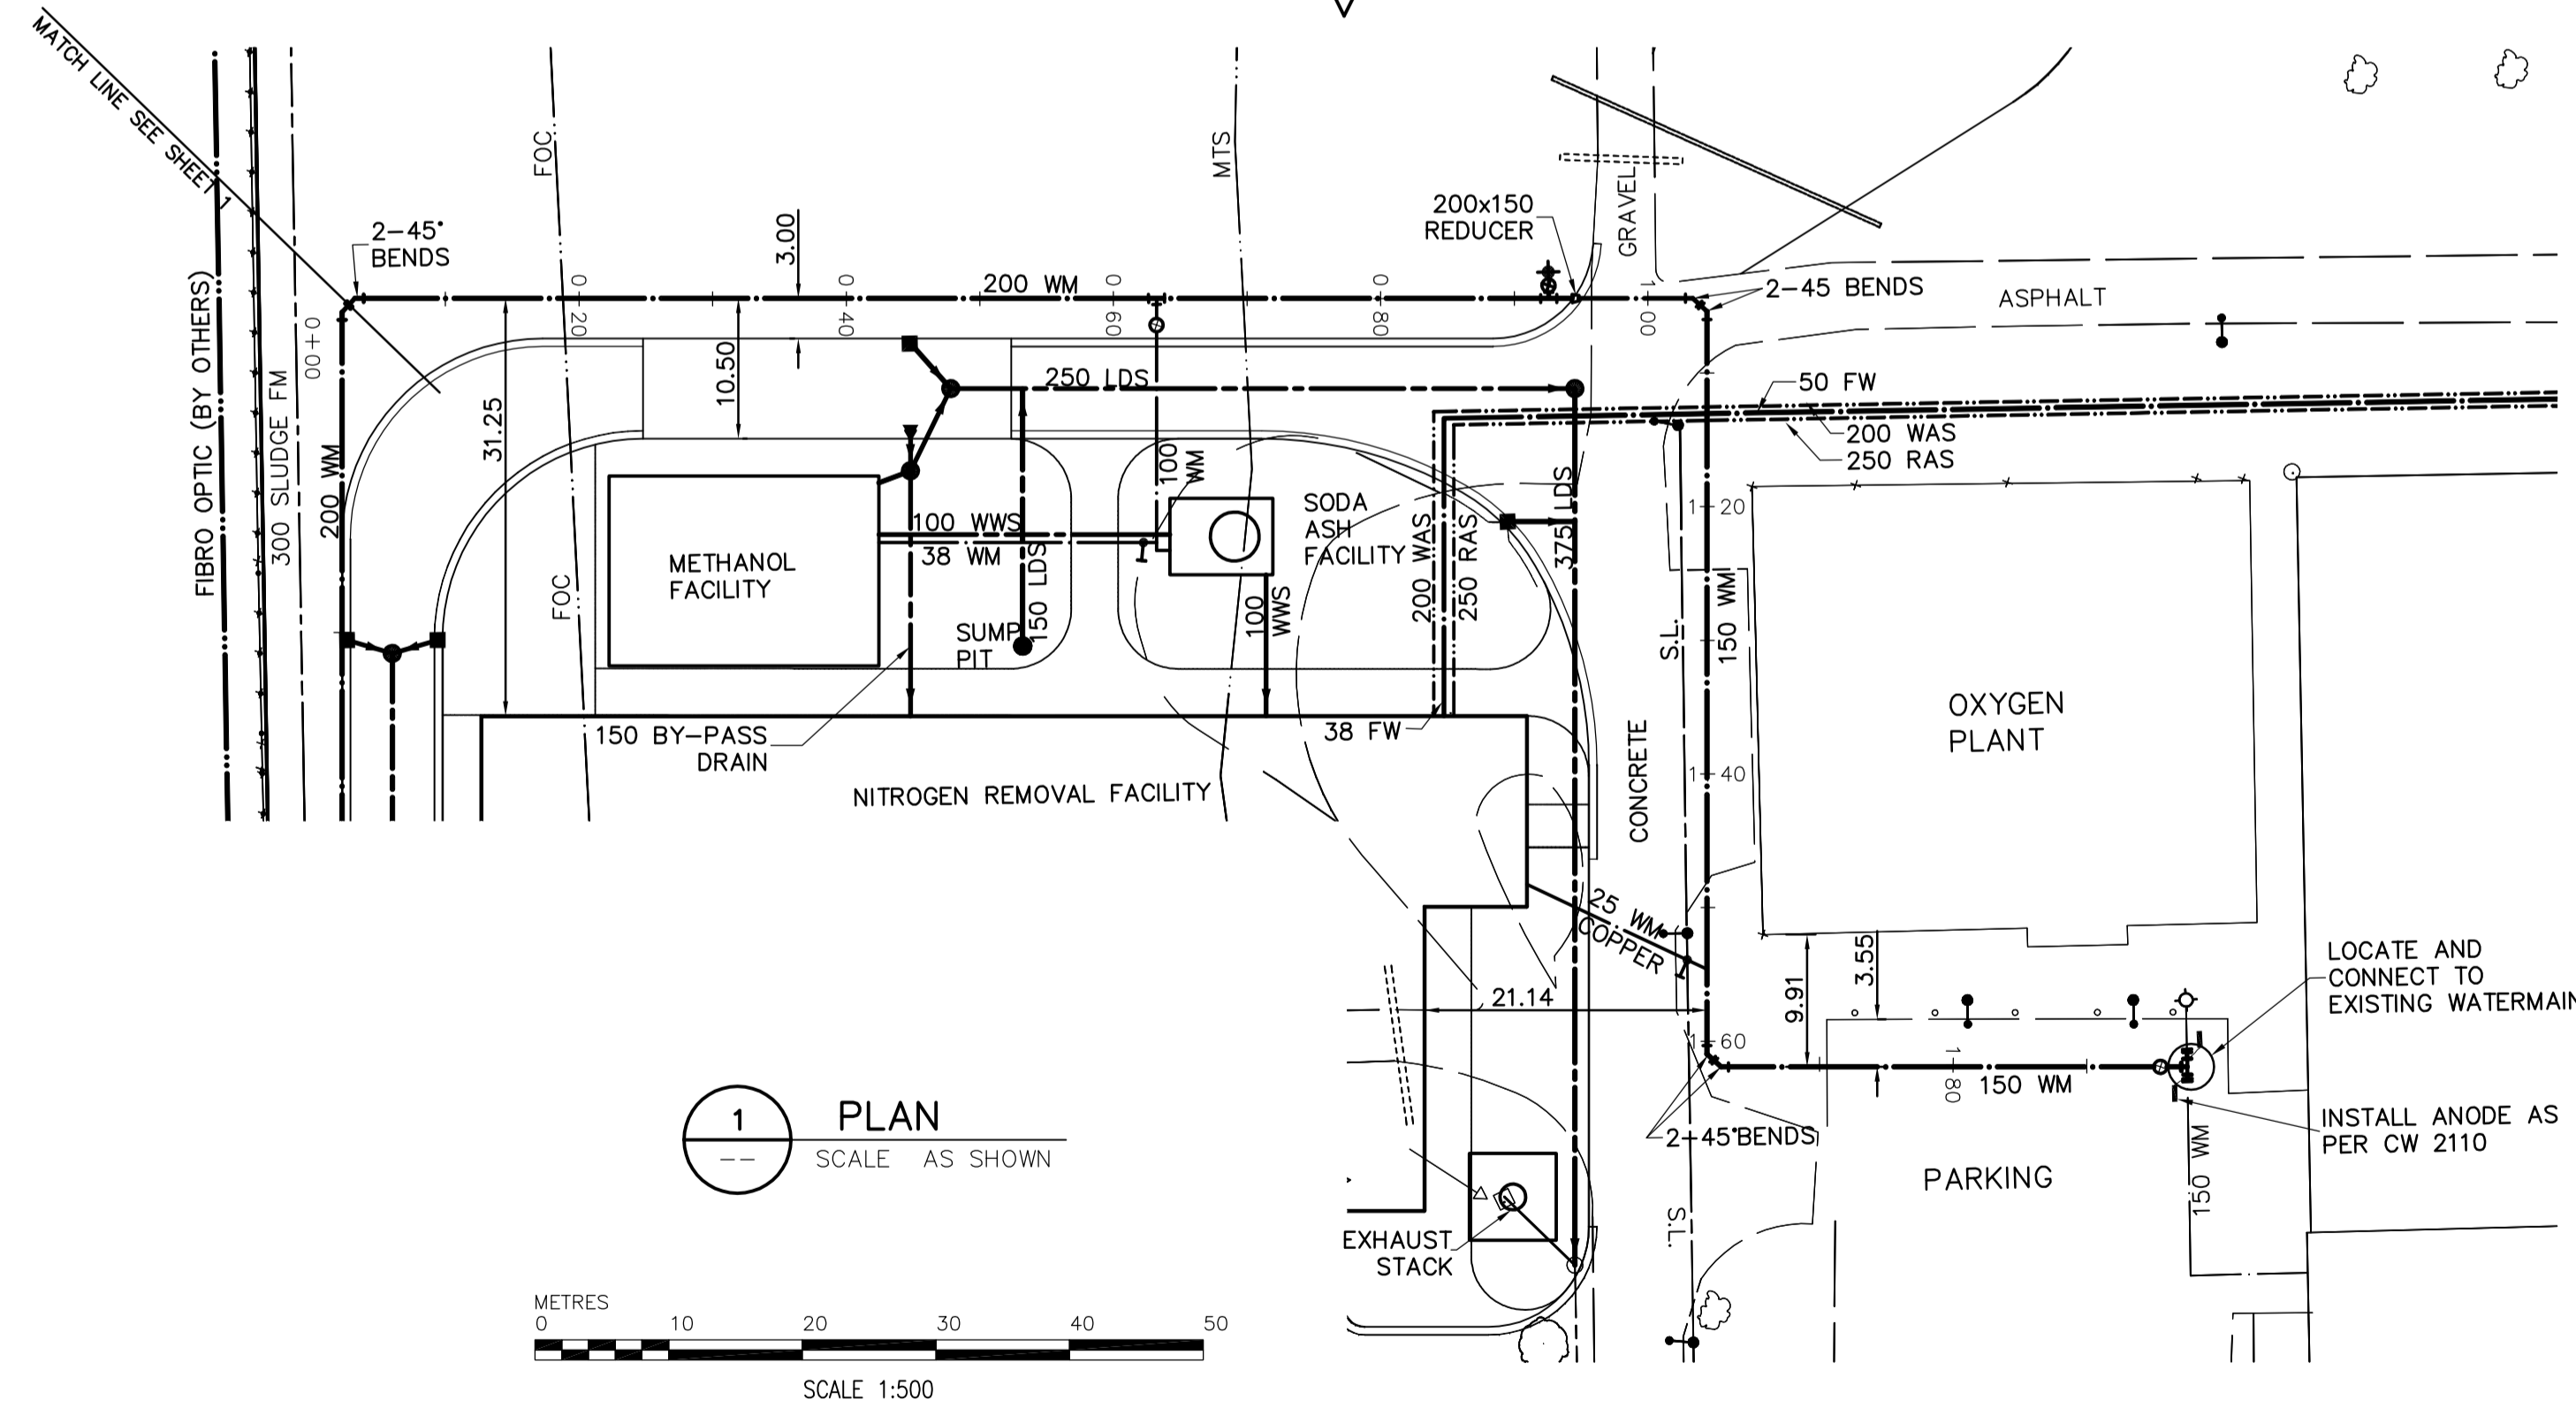 MATCH LINE SEE SHEET 1
FIBRO OPTIC (BY OTHERS)
300 SLUDGE FM
200 WM
2-45°
BENDS
0+00
FOC
FOC
31.25
10.50
3.00
0
20
0
40
0
60
0
80
1
00
200 WM
MTS
200x150
REDUCER
GRAVEL
2-45 BENDS
ASPHALT
250 LDS
50 FW
200 WAS
250 RAS
100
WM
100 WWS
38 WM
150 LDS
METHANOL
FACILITY
SUMP
PIT
SODA
ASH
FACILITY
100
WWS
200 WAS
250 RAS
375 LDS
1 20
S.L.
150 WM
38 FW
150 BY-PASS
DRAIN
NITROGEN REMOVAL FACILITY
CONCRETE
1 40
OXYGEN
PLANT
25 WM
COPPER
21.14
9.91
3.55
LOCATE AND
CONNECT TO
EXISTING WATERMAIN
1 60
1
80
150 WM
2-45°BENDS
INSTALL ANODE AS
PER CW 2110
150 WM
PARKING
S.L.
EXHAUST
STACK
1
PLAN
--
SCALE AS SHOWN
METRES
0 10 20 30 40 50
SCALE 1:500